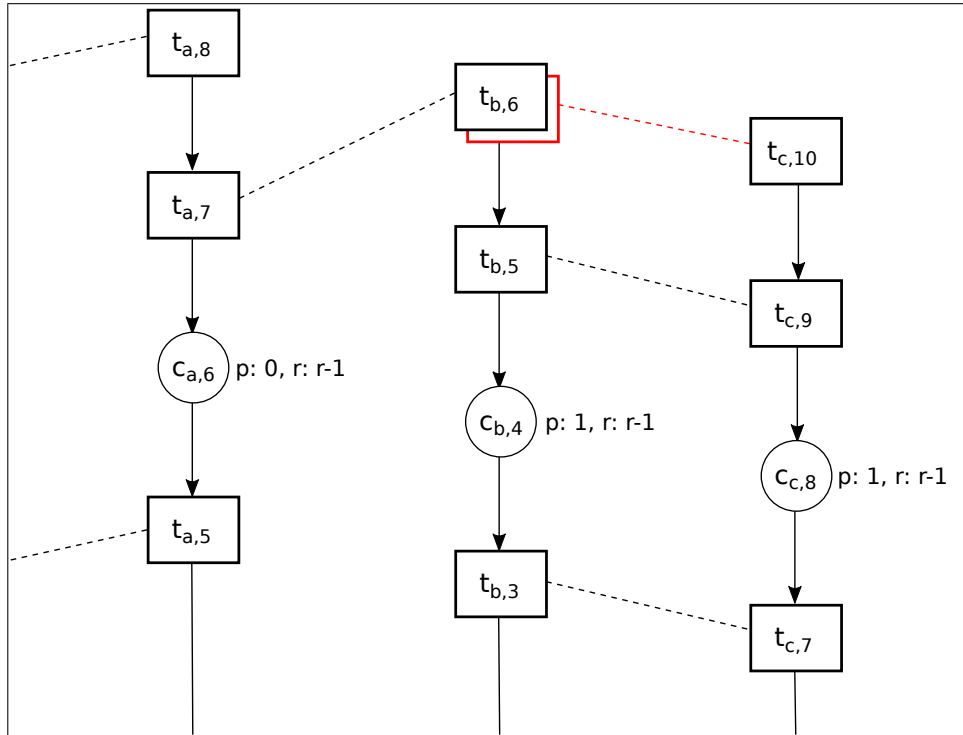 t_a,8
t_b,6
t_c,10
t_a,7
t_b,5
t_c,9
c_a,6 p: 0, r: r-1
c_b,4 p: 1, r: r-1
c_c,8 p: 1, r: r-1
t_a,5
t_b,3
t_c,7